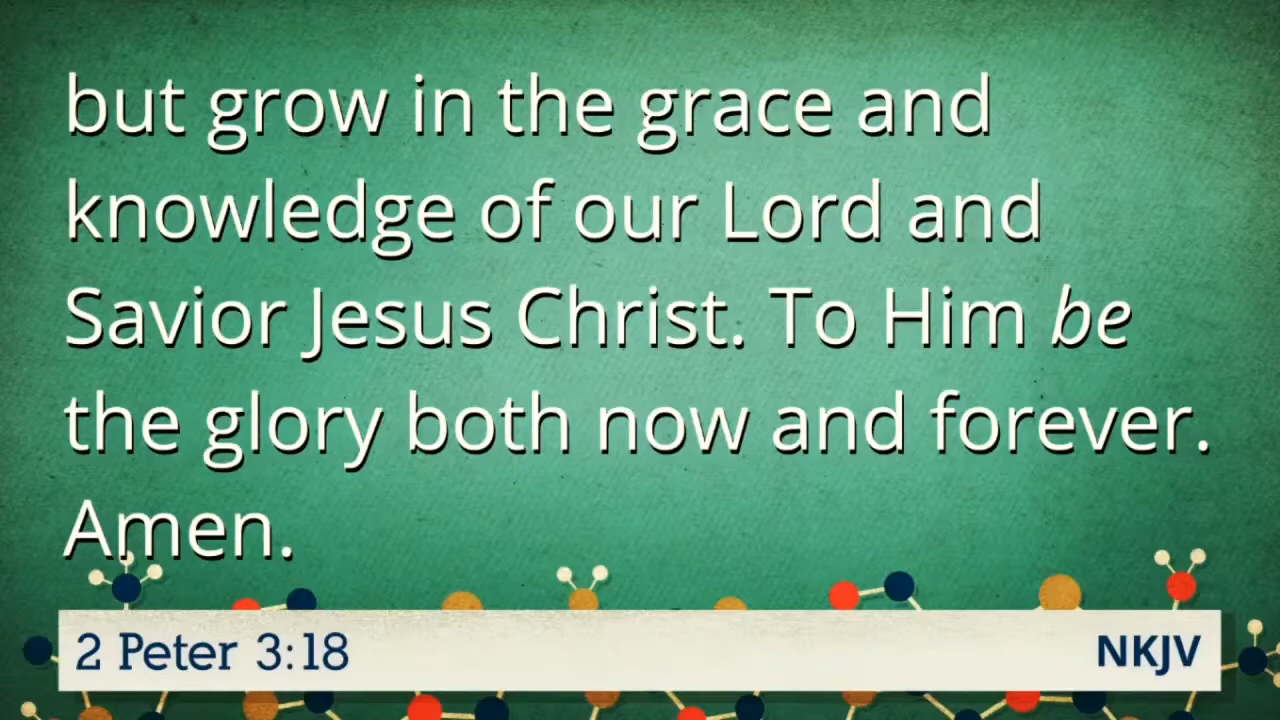 but grow in the grace and
knowledge of our Lord and
Savior Jesus Christ. To Him be
the glory both now and forever.
Amen.
2 Peter 3:18 NKJV